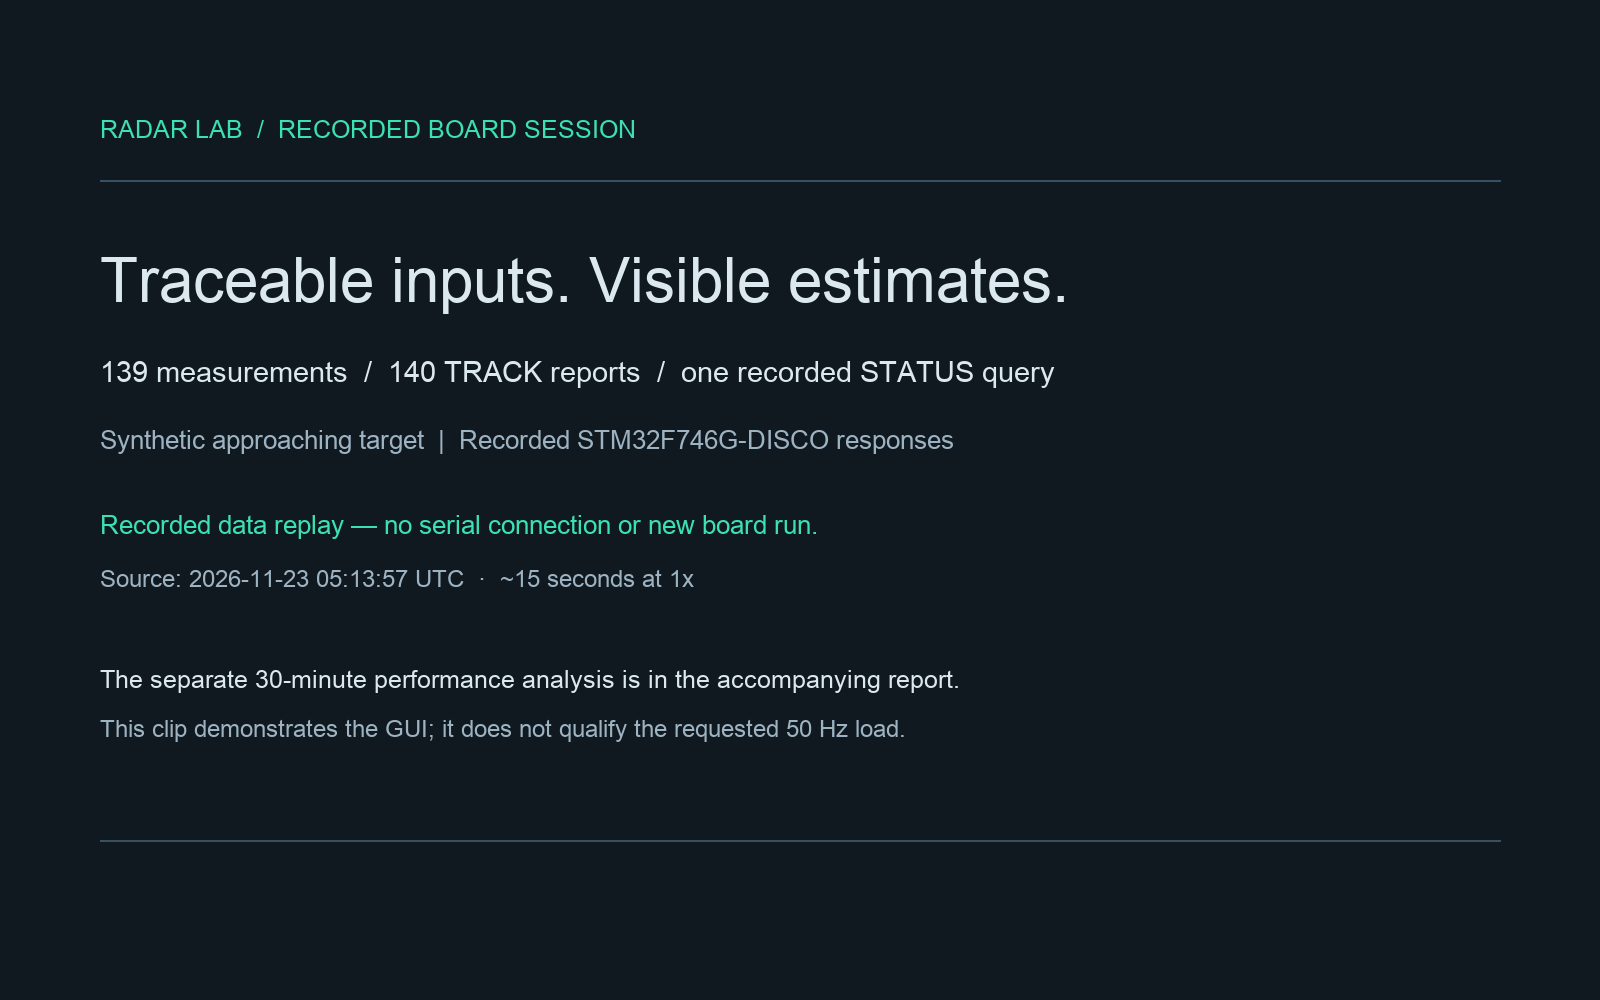 RADAR LAB / RECORDED BOARD SESSION
Traceable inputs. Visible estimates.
139 measurements / 140 TRACK reports / one recorded STATUS query
Synthetic approaching target | Recorded STM32F746G-DISCO responses
Recorded data replay — no serial connection or new board run.
Source: 2026-11-23 05:13:57 UTC · ~15 seconds at 1x
The separate 30-minute performance analysis is in the accompanying report.
This clip demonstrates the GUI; it does not qualify the requested 50 Hz load.